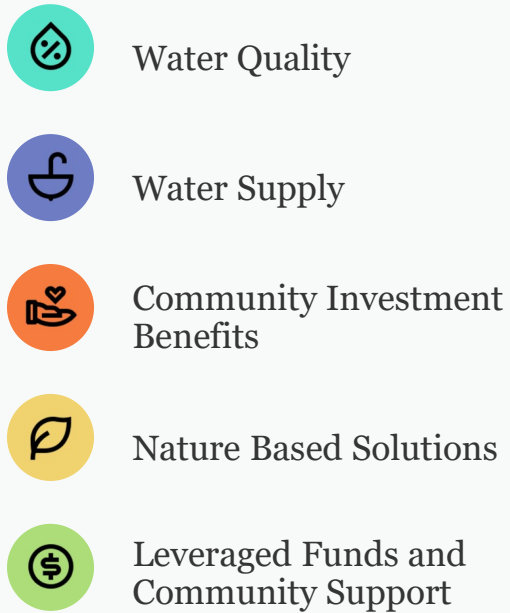 Water Quality
Water Supply
Community Investment
Benefits
Nature Based Solutions
Leveraged Funds and
Community Support